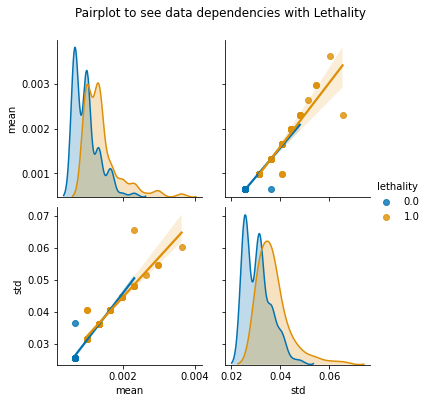 Pairplot to see data dependencies with Lethality
0.003
0.002
0.001
mean
lethality
0.0
1.0
0.07
0.06
0.05
0.04
0.03
std
0.002
0.004
mean
0.02
0.04
0.06
std